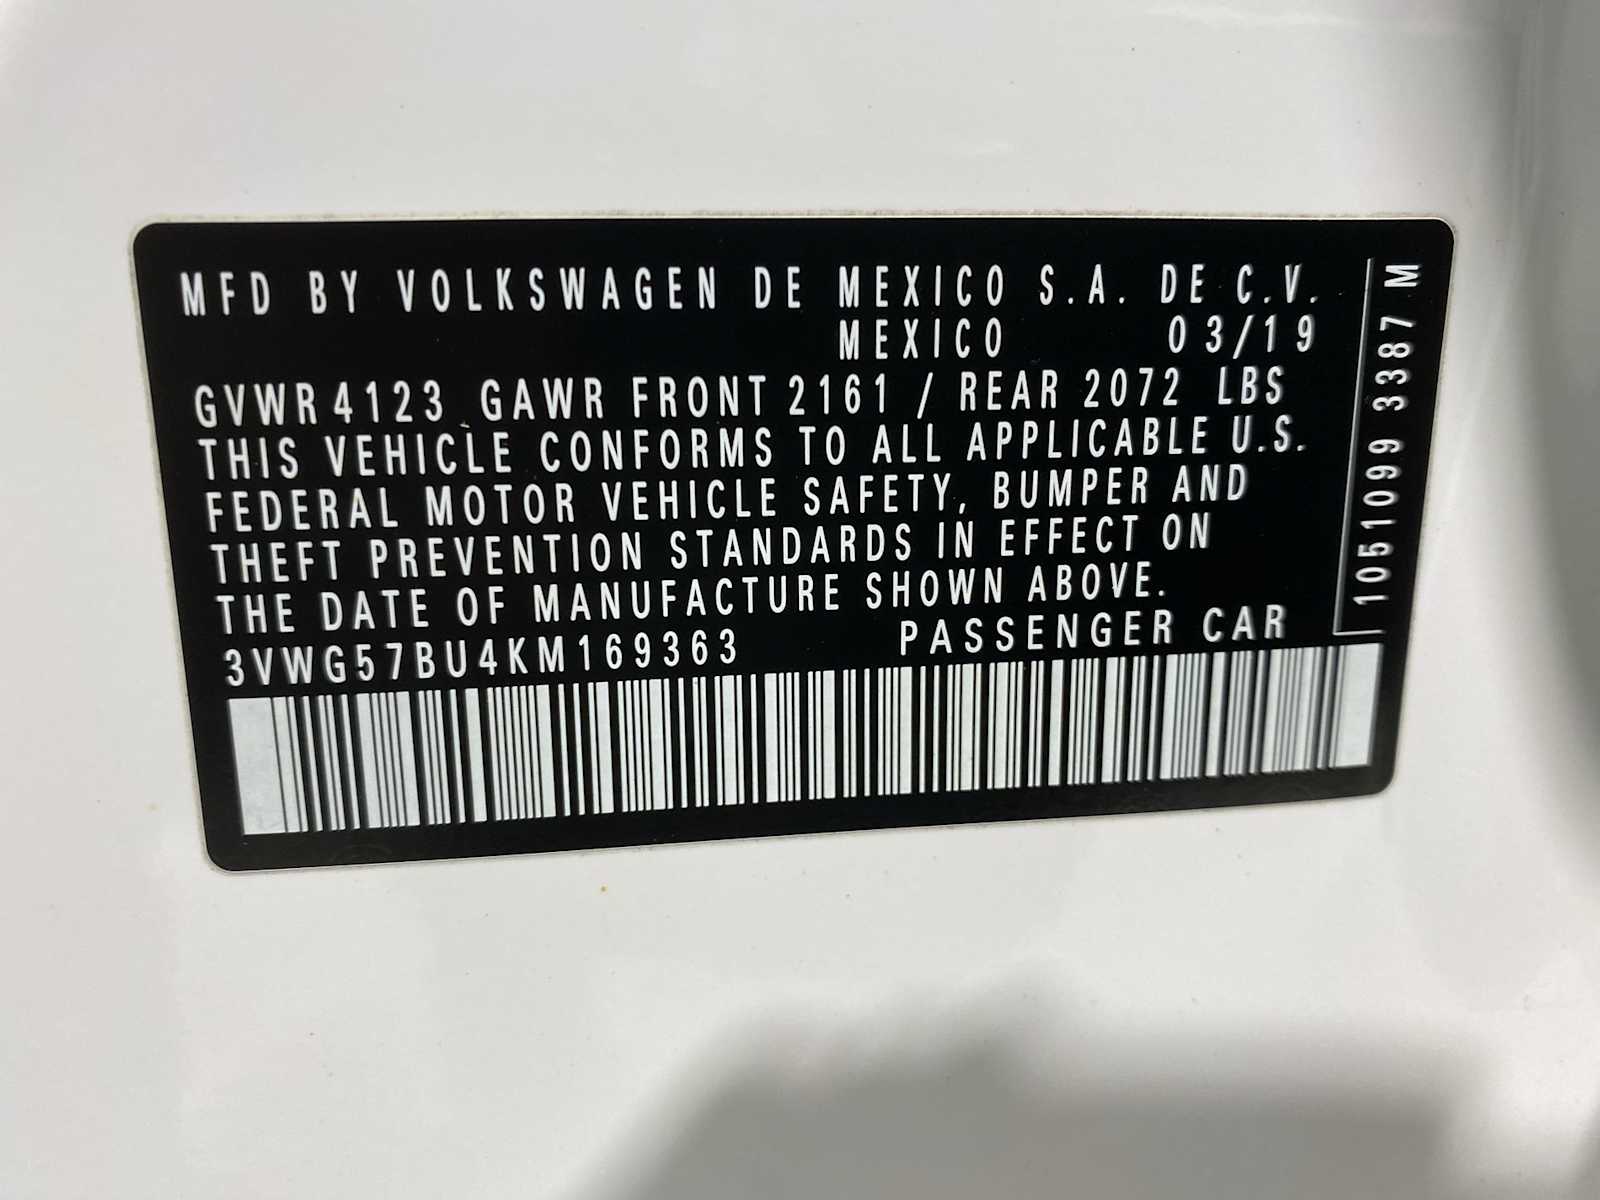 MFD BY VOLKSWAGEN DE MEXICO S.A. DE C.V.
MEXICO 03/19
GVWR 4123 GAWR FRONT 2161 / REAR 2072 LBS
THIS VEHICLE CONFORMS TO ALL APPLICABLE U.S.
FEDERAL MOTOR VEHICLE SAFETY, BUMPER AND
THEFT PREVENTION STANDARDS IN EFFECT ON
THE DATE OF MANUFACTURE SHOWN ABOVE.
3VWG57BU4KM169363 PASSENGER CAR
1051099 3387 M